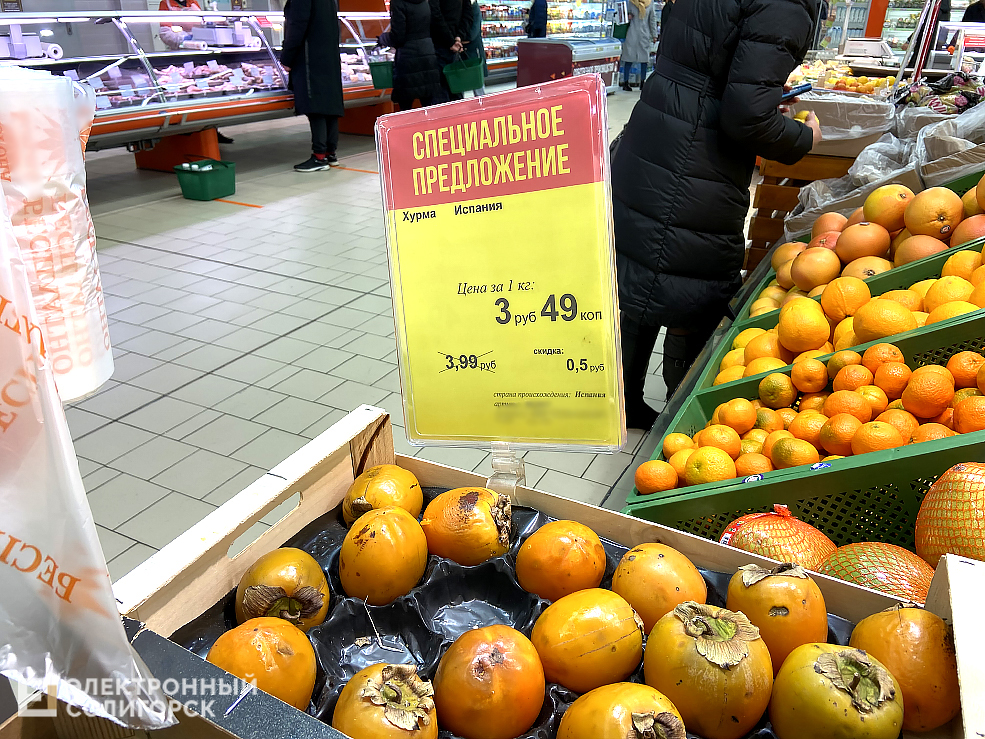 СПЕЦИАЛЬНОЕ
ПРЕДЛОЖЕНИЕ
Хурма Испания
Цена за 1 кг:
3 руб 49 коп
3,99 руб
скидка:
0,5 руб
страна происхождения: Испания
ЭЛЕКТРОННЫЙ
СОЛИГОРСК